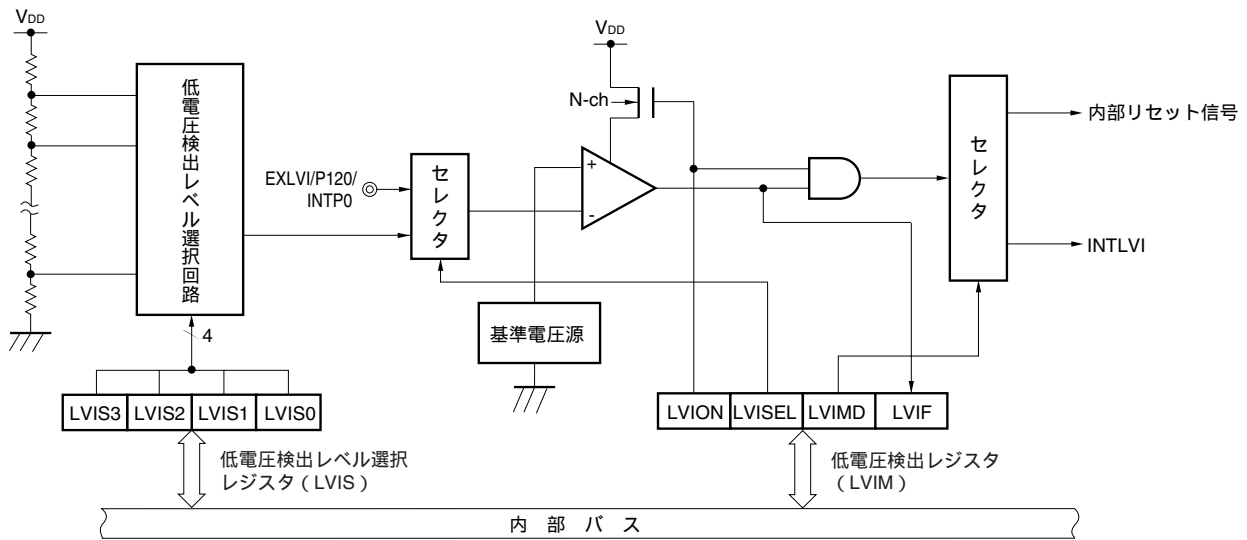 VDD
低電圧検出レベル選択回路
4
LVIS3 LVIS2 LVIS1 LVIS0
低電圧検出レベル選択
レジスタ(LVIS)
EXLVI/P120/
INTP0
セレクタ
VDD
N-ch
+
-
基準電圧源
セレクタ
内部リセット信号
INTLVI
LVION LVISEL LVIMD LVIF
低電圧検出レジスタ
(LVIM)
内 部 バ ス